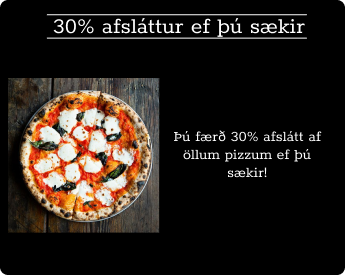 30% afsláttur ef þú sækir
Þú færð 30% afslátt af
öllum pizzum ef þú
sækir!